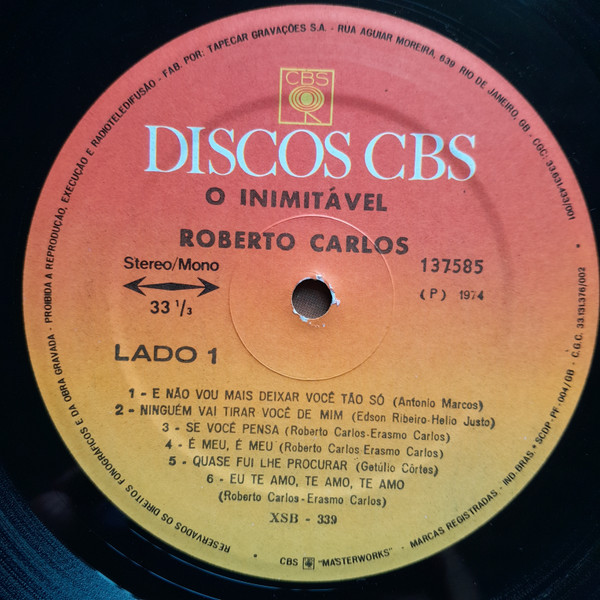 RESERVADOS OS DIREITOS FONOGRÁFICOS E DA OBRA GRAVADA - PROIBIDA A REPRODUÇÃO, EXECUÇÃO E RADIOTELEDIFUSÃO - FAB. POR: TAPECAR GRAVAÇÕES S.A. - RUA AGUIAR MOREIRA, 639 RIO DE JANEIRO, GB - CGC: 33.631.433/001
CBS
DISCOS CBS
O INIMITÁVEL
ROBERTO CARLOS
Stereo/Mono
137585
33 1/3
(P) 1974
LADO 1
1 - E NÃO VOU MAIS DEIXAR VOCÊ TÃO SÓ (Antonio Marcos)
2 - NINGUÉM VAI TIRAR VOCÊ DE MIM (Edson Ribeiro-Helio Justo)
3 - SE VOCÊ PENSA (Roberto Carlos-Erasmo Carlos)
4 - É MEU, É MEU (Roberto Carlos-Erasmo Carlos)
5 - QUASE FUI LHE PROCURAR (Getúlio Côrtes)
6 - EU TE AMO, TE AMO, TE AMO
(Roberto Carlos-Erasmo Carlos)
XSB - 339
CBS "MASTERWORKS" - MARCAS REGISTRADAS - IND. BRAS * SCDP-PF-004/GB - C.G.C. 33.131.376/002